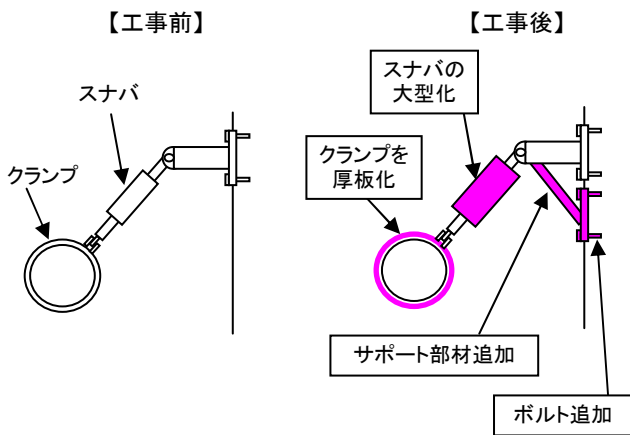 【工事前】
【工事後】
スナバ
クランプ
スナバの
大型化
クランプを
厚板化
サポート部材追加
ボルト追加